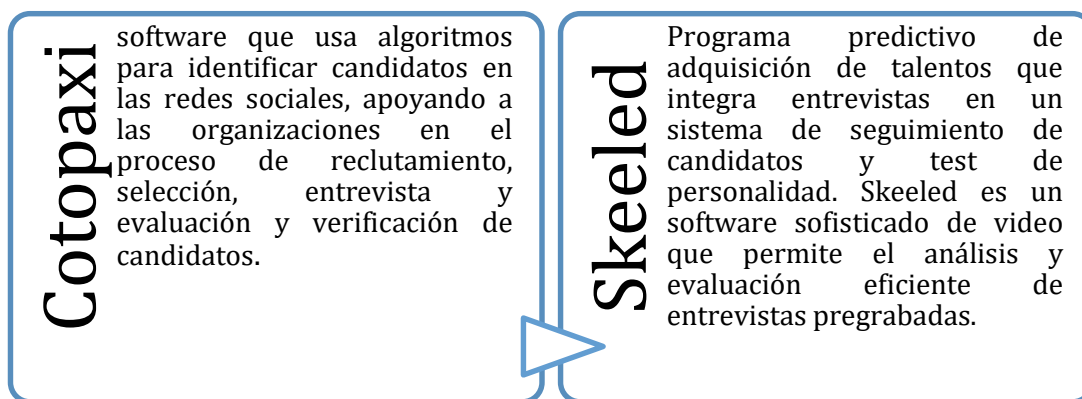 Cotopaxi
software que usa algoritmos
para identificar candidatos en
las redes sociales, apoyando a
las organizaciones en el
proceso de reclutamiento,
selección, entrevista y
evaluación y verificación de
candidatos.
Skeeled
Programa predictivo de
adquisición de talentos que
integra entrevistas en un
sistema de seguimiento de
candidatos y test de
personalidad. Skeeled es un
software sofisticado de video
que permite el análisis y
evaluación eficiente de
entrevistas pregrabadas.